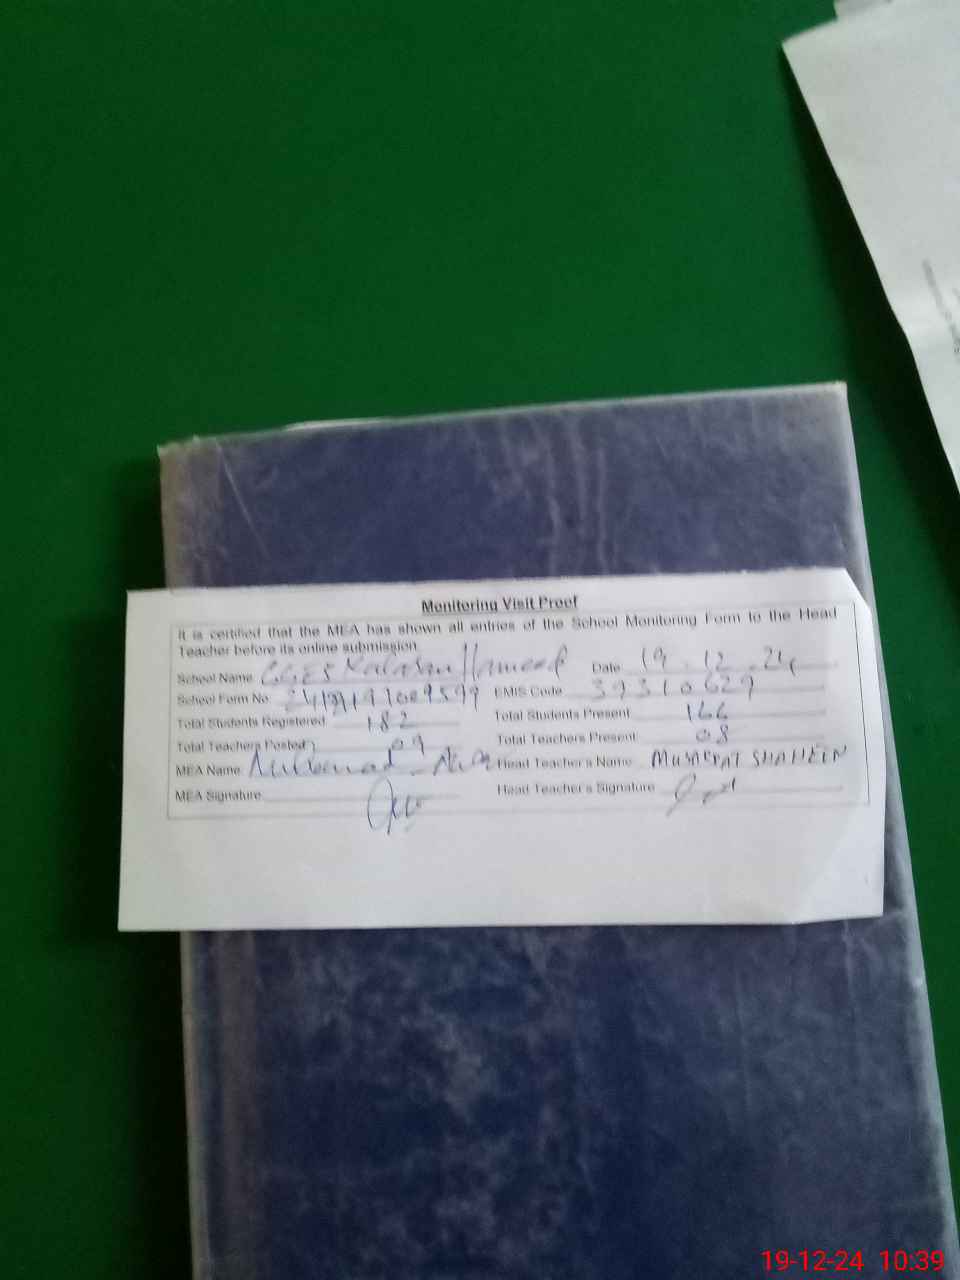 Monitoring Visit Proof
It is certified that the MEA has shown all entries of the School Monitoring Form to the Head
Teacher before its online submission.
School Name Hameed Date 19.12.24
School Form No EMIS Code 39310629
Total Students Registered 182 Total Students Present 166
Total Teachers Posted 09 Total Teachers Present 08
MEA Name Muhammad Head Teacher's Name MUSARRAT SHAHEEN
MEA Signature Head Teacher's Signature
19-12-24 10:39